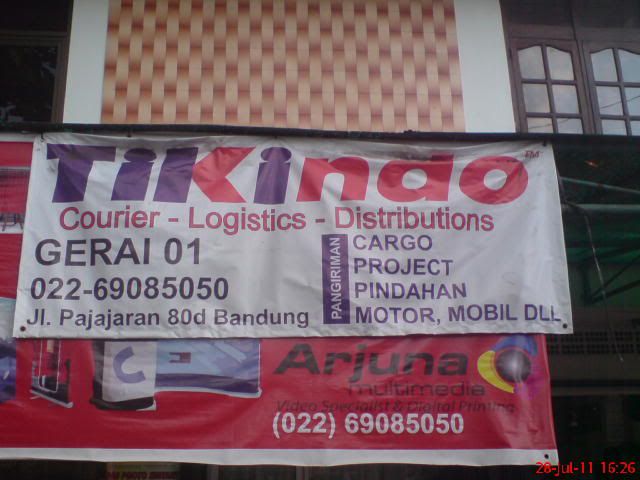 TiKindo TM
Courier - Logistics - Distributions
GERAI 01
022-69085050
Jl. Pajajaran 80d Bandung
PANGIRIMAN
CARGO
PROJECT
PINDAHAN
MOTOR, MOBIL DLL
Arjuna
multimedia
Video Specialist & Digital Printing
(022) 69085050
28-Jul-11 16:26